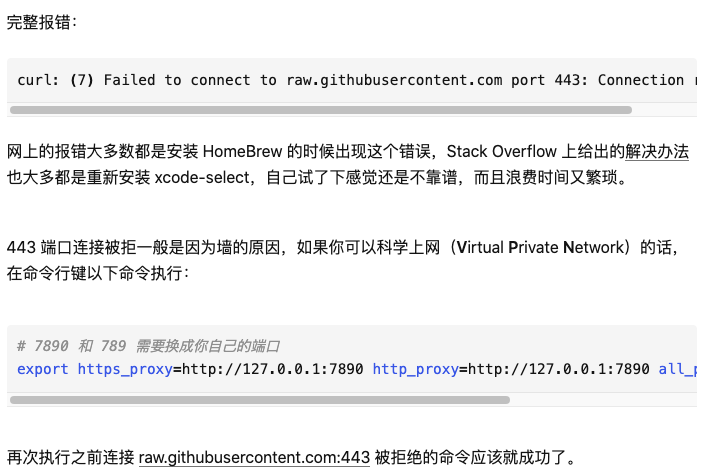 完整报错：
curl: (7) Failed to connect to raw.githubusercontent.com port 443: Connection
网上的报错大多数都是安装 HomeBrew 的时候出现这个错误，Stack Overflow 上给出的解决办法
也大多都是重新安装 xcode-select，自己试了下感觉还是不靠谱，而且浪费时间又繁琐。
443 端口连接被拒一般是因为墙的原因，如果你可以科学上网（Virtual Private Network）的话，
在命令行键以下命令执行：
# 7890 和 789 需要换成你自己的端口
export https_proxy=http://127.0.0.1:7890 http_proxy=http://127.0.0.1:7890 all_
再次执行之前连接 raw.githubusercontent.com:443 被拒绝的命令应该就成功了。